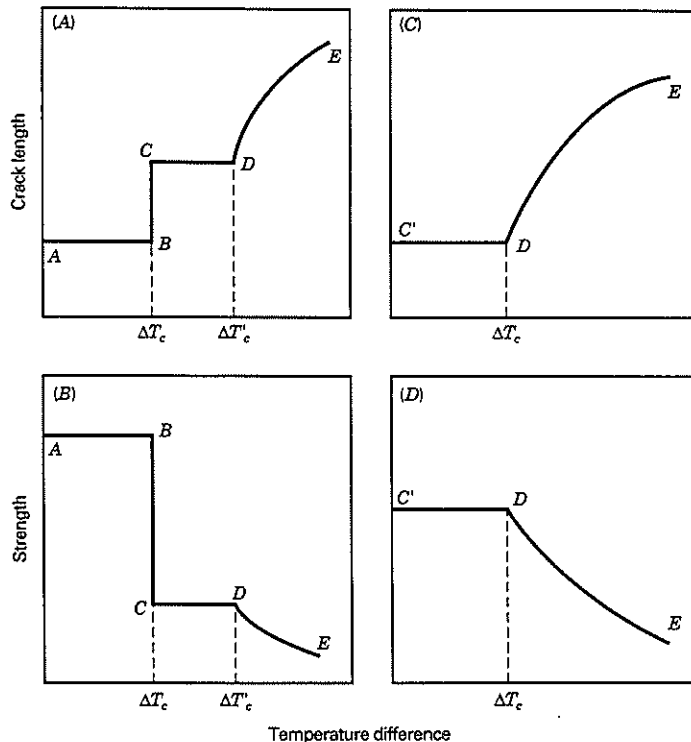 (A)
E
C
D
B
A
ΔT_c
ΔT'_c
Crack length
(C)
E
C'
D
ΔT_c
(B)
B
A
C
D
E
ΔT_c
ΔT'_c
Strength
(D)
C'
D
E
ΔT_c
Temperature difference